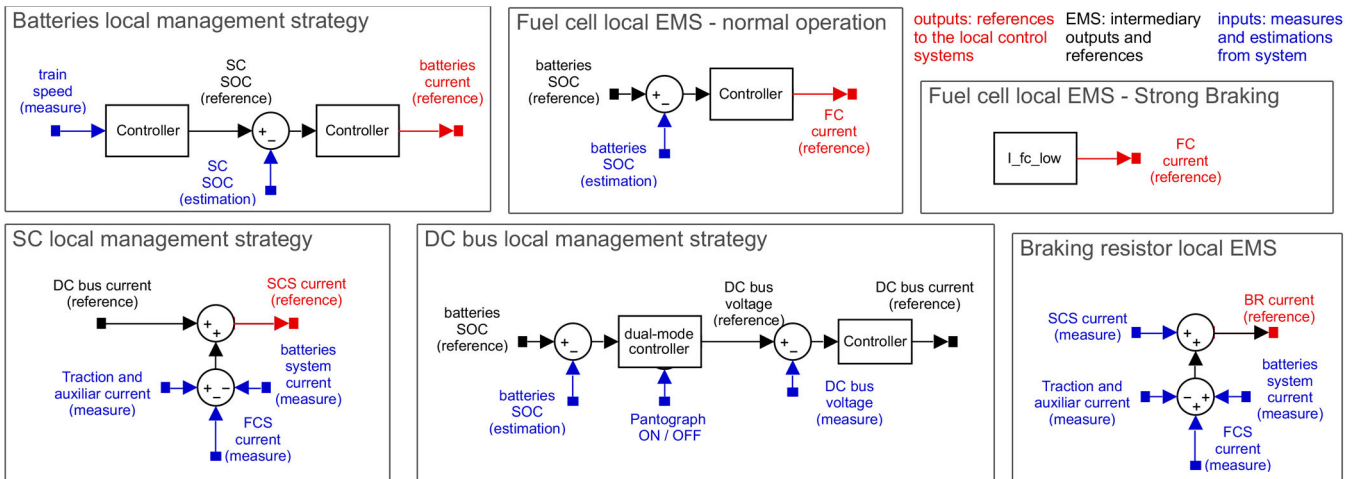 Batteries local management strategy
train
speed
(measure)
Controller
SC
SOC
(reference)
+
−
SC
SOC
(estimation)
Controller
batteries
current
(reference)
Fuel cell local EMS - normal operation
batteries
SOC
(reference)
+
−
batteries
SOC
(estimation)
Controller
FC
current
(reference)
outputs: references
to the local control
systems
EMS: intermediary
outputs and
references
inputs: measures
and estimations
from system
Fuel cell local EMS - Strong Braking
I_fc_low
FC
current
(reference)
SC local management strategy
DC bus current
(reference)
SCS current
(reference)
+
+
Traction and
auxiliar current
(measure)
+ −
−
batteries
system
current
(measure)
FCS
current
(measure)
DC bus local management strategy
batteries
SOC
(reference)
+
−
batteries
SOC
(estimation)
dual-mode
controller
Pantograph
ON / OFF
DC bus
voltage
(reference)
+
−
DC bus
voltage
(measure)
Controller
DC bus current
(reference)
Braking resistor local EMS
SCS current
(measure)
+
+
BR current
(reference)
Traction and
auxiliar current
(measure)
− +
+
batteries
system
current
(measure)
FCS
current
(measure)